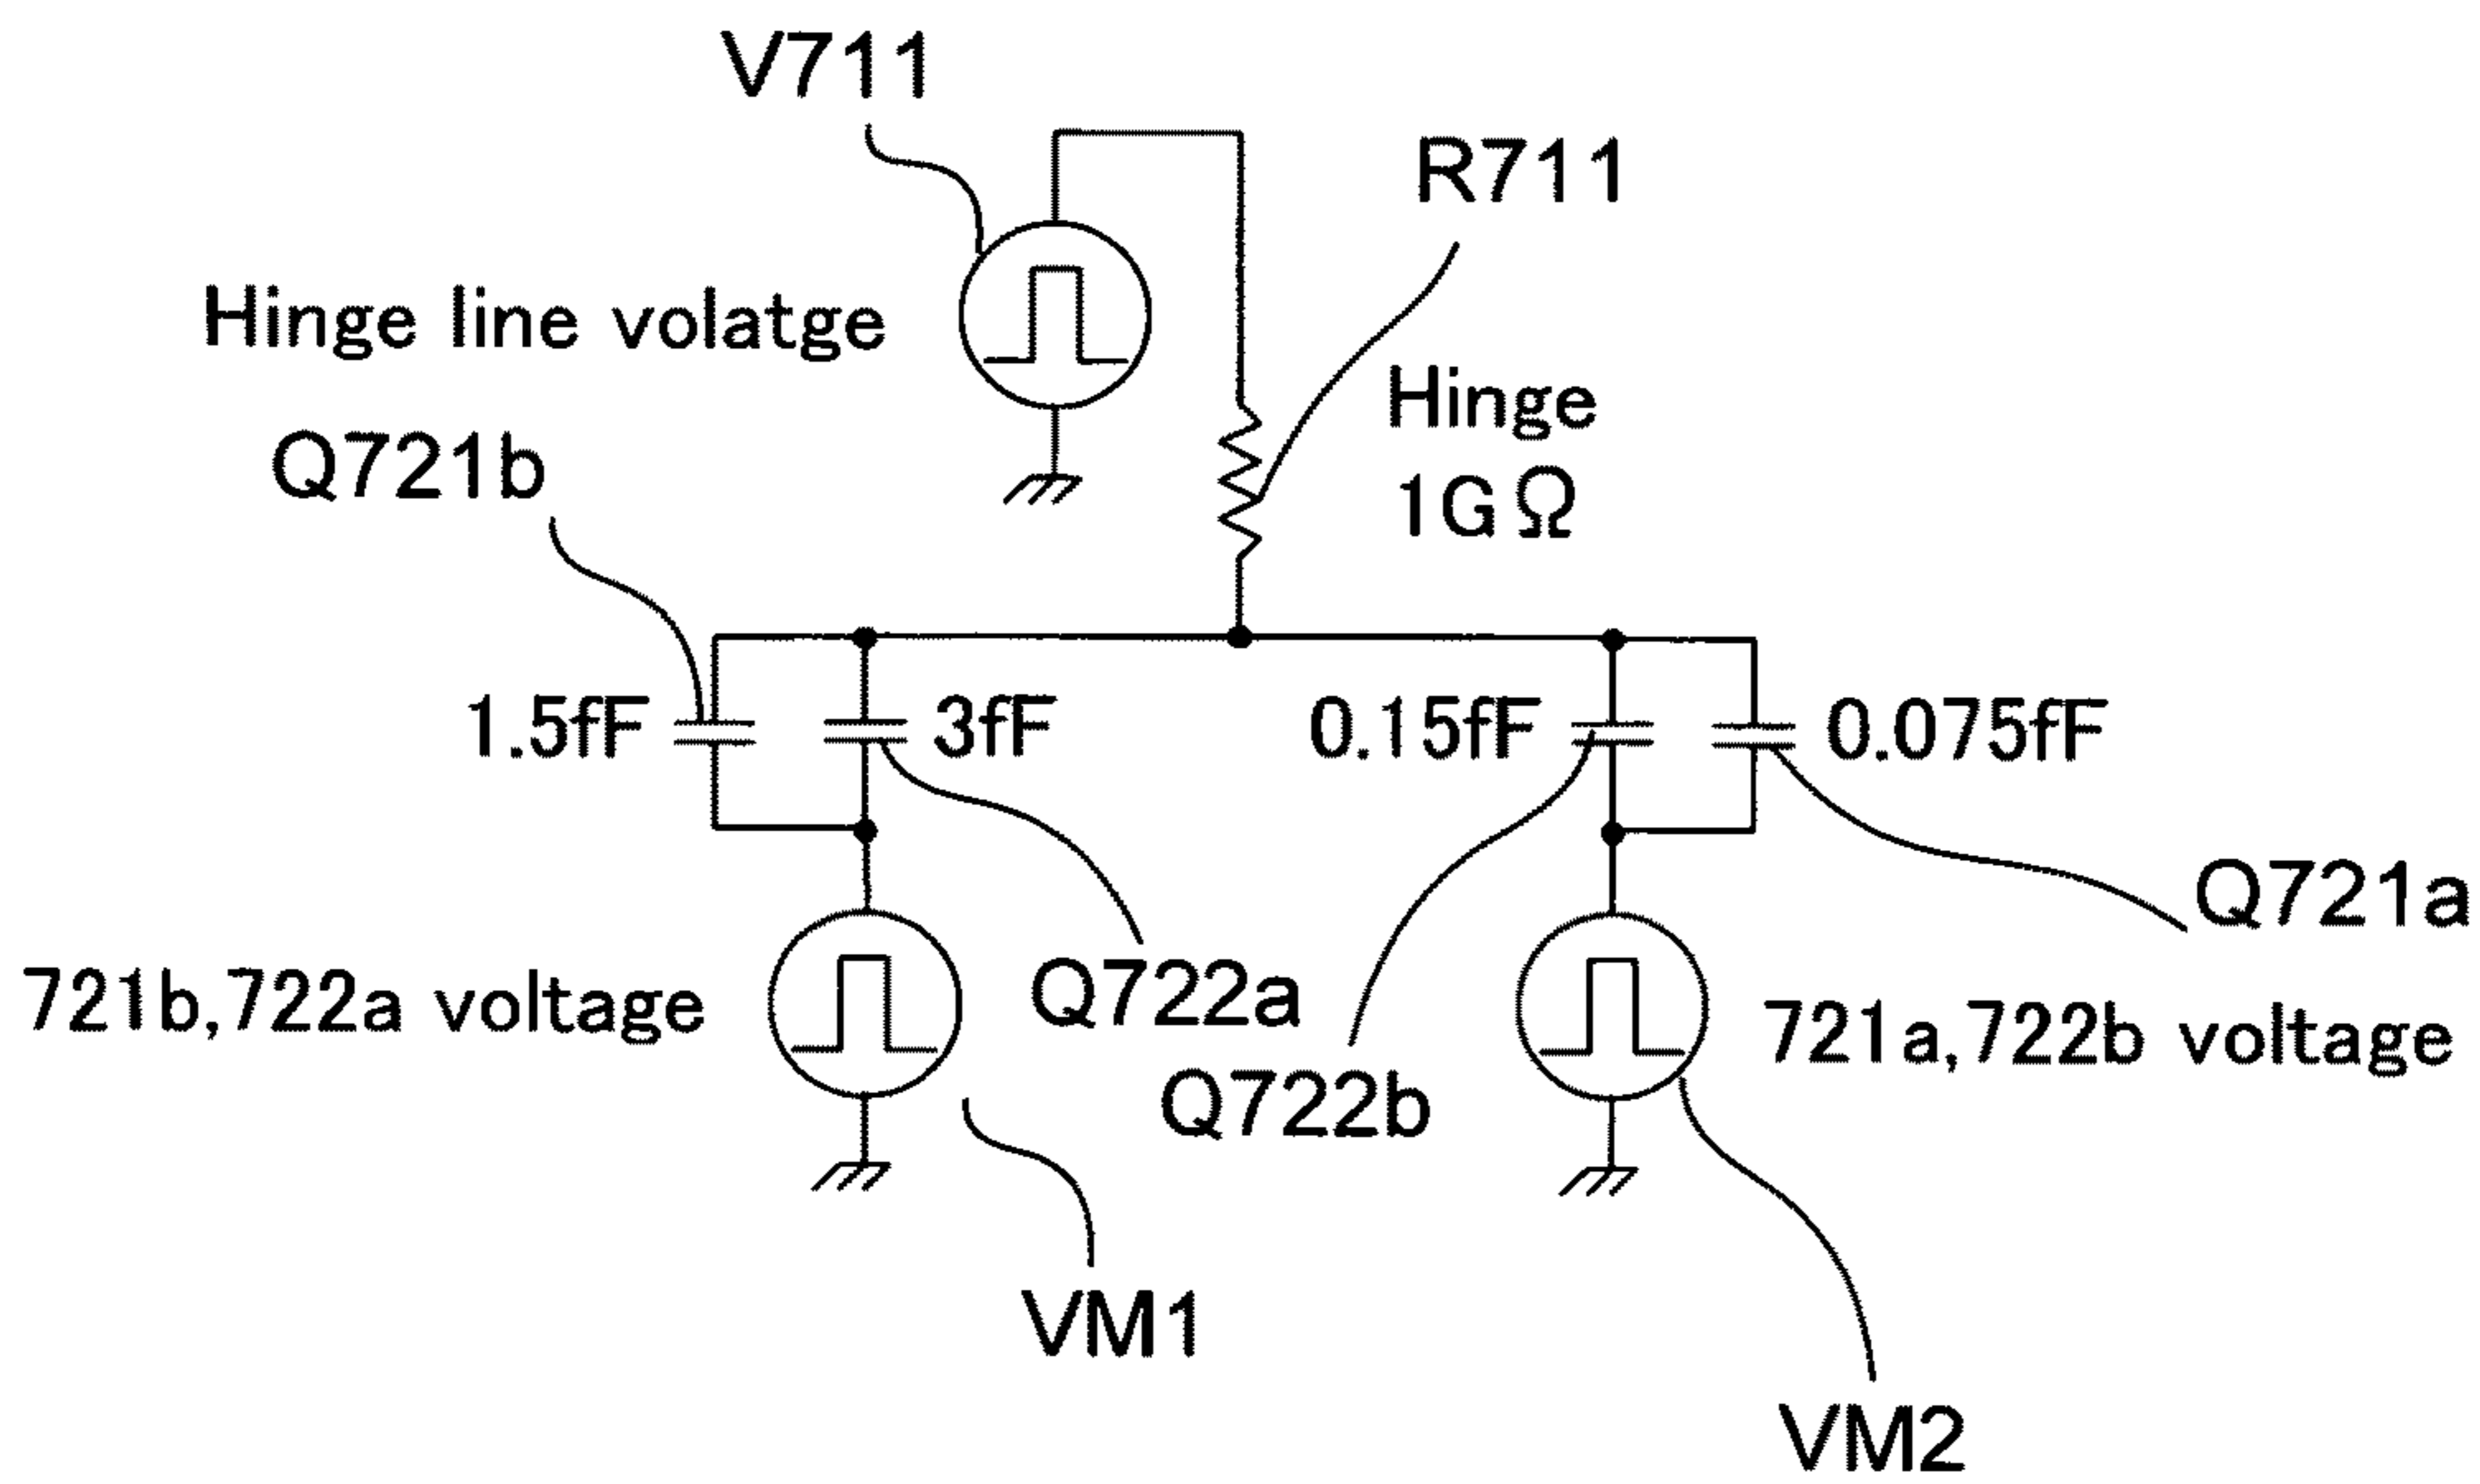 V711
R711
Hinge line volatge
Hinge
1GΩ
Q721b
1.5fF
3fF
0.15fF
0.075fF
Q721a
721b,722a voltage
Q722a
721a,722b voltage
Q722b
VM1
VM2